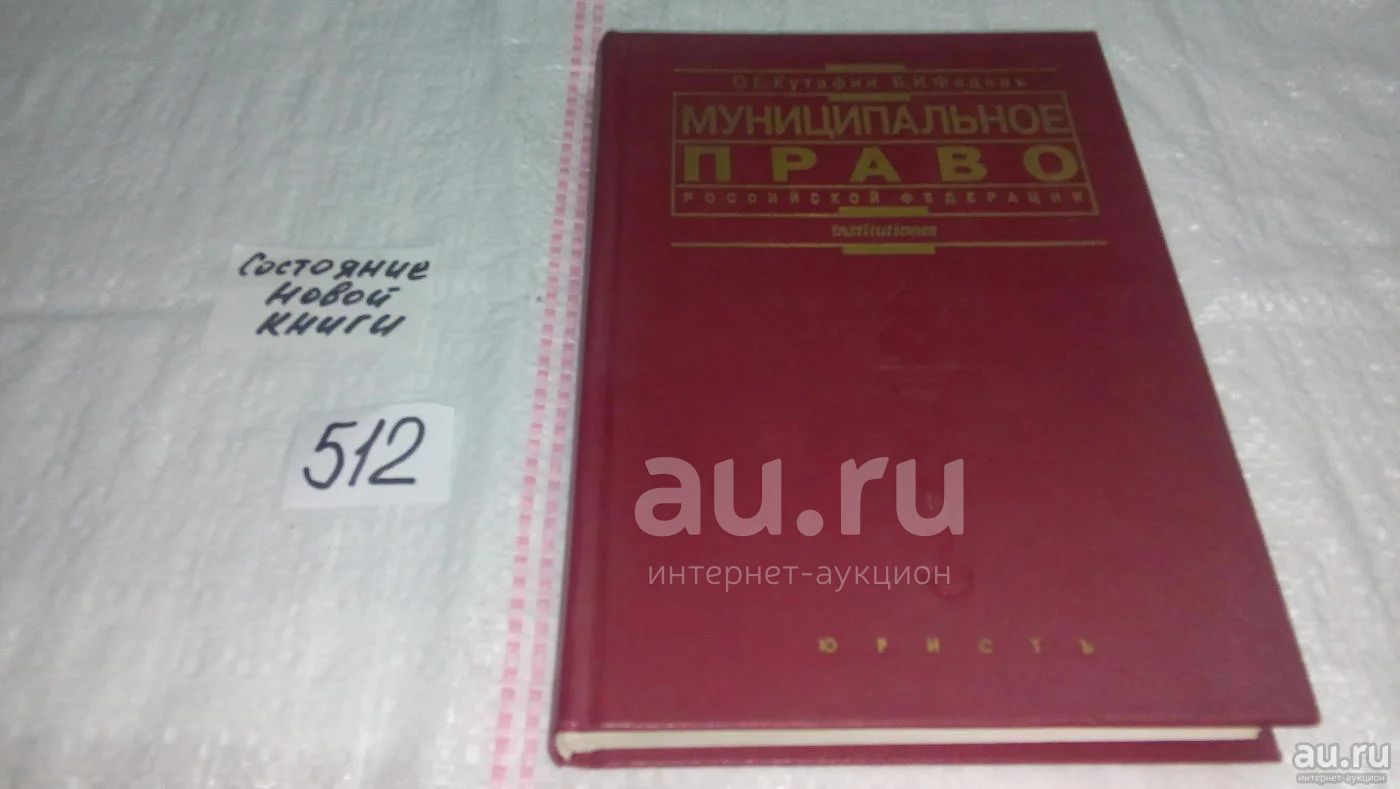 О.Е.Кутафин В.И.Фадеев
МУНИЦИПАЛЬНОЕ
ПРАВО
РОССИЙСКОЙ ФЕДЕРАЦИИ
institutiones
ЮРИСТЪ
Состояние
новой
книги
512
au.ru
интернет-аукцион
au.ru
интернет-аукцион